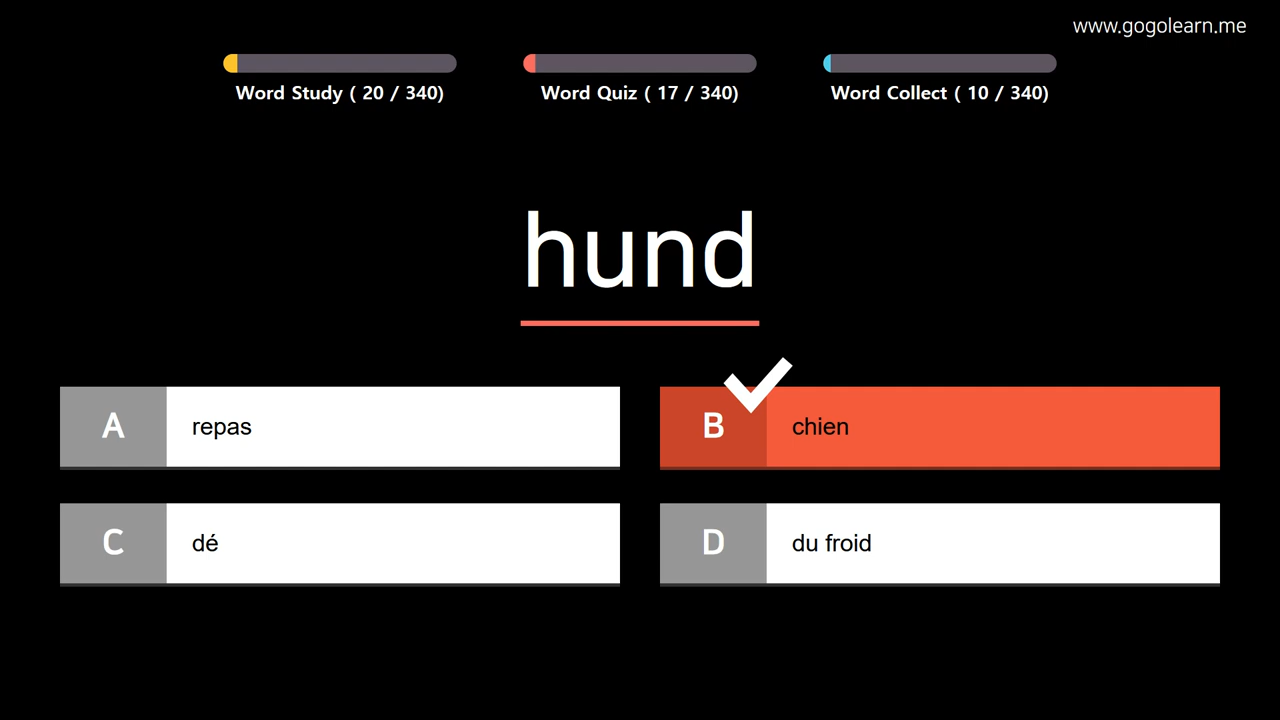 www.gogolearn.me
Word Study ( 20 / 340)
Word Quiz ( 17 / 340)
Word Collect ( 10 / 340)
hund
A repas
B chien
C dé
D du froid